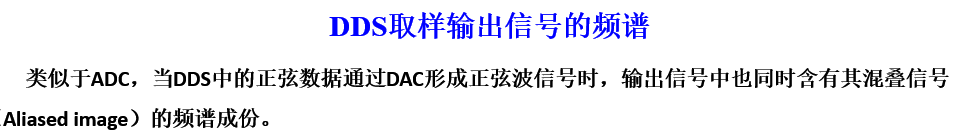 DDS取样输出信号的频谱
类似于ADC，当DDS中的正弦数据通过DAC形成正弦波信号时，输出信号中也同时含有其混叠信号
（Aliased image）的频谱成份。